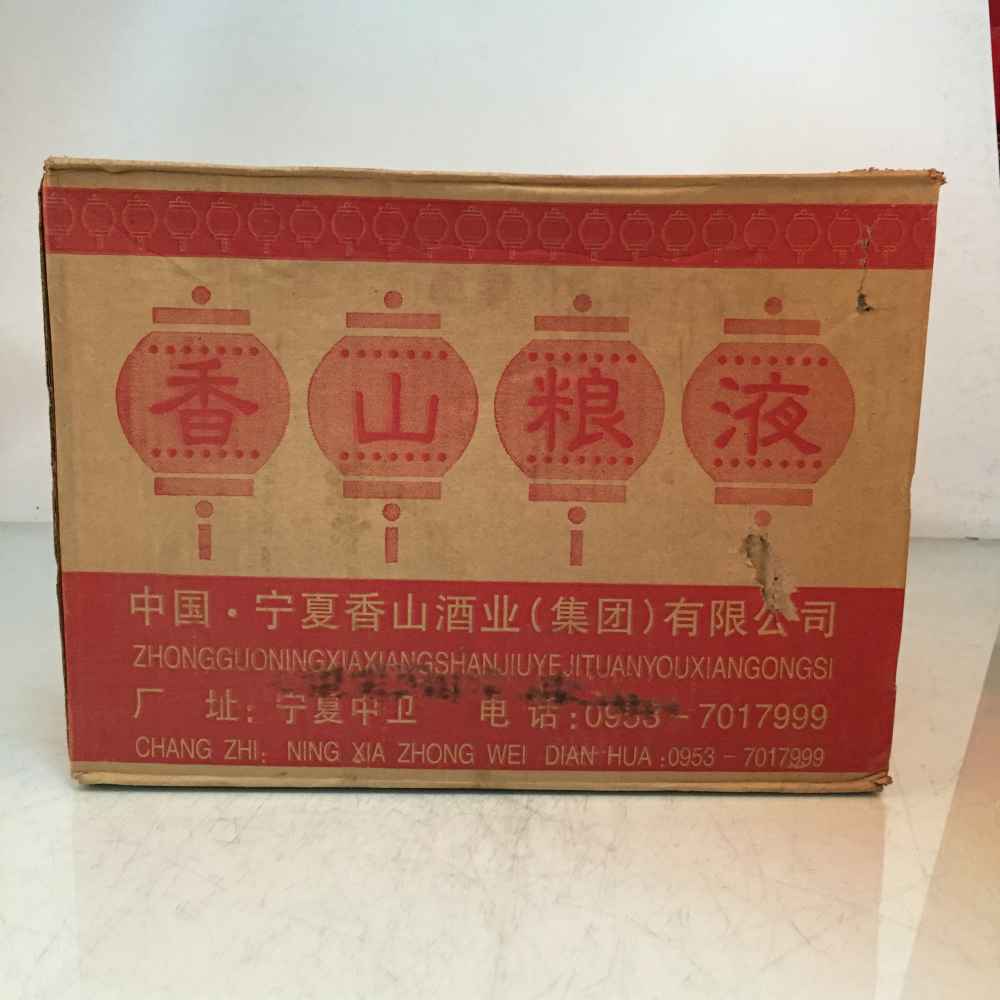 香山粮液
中国·宁夏香山酒业(集团)有限公司
ZHONGGUONINGXIAXIANGSHANJIUYEJITUANYOUXIANGONGSI
厂 址: 宁夏中卫 电 话:0953-7017999
CHANG ZHI: NING XIA ZHONG WEI DIAN HUA:0953-7017999